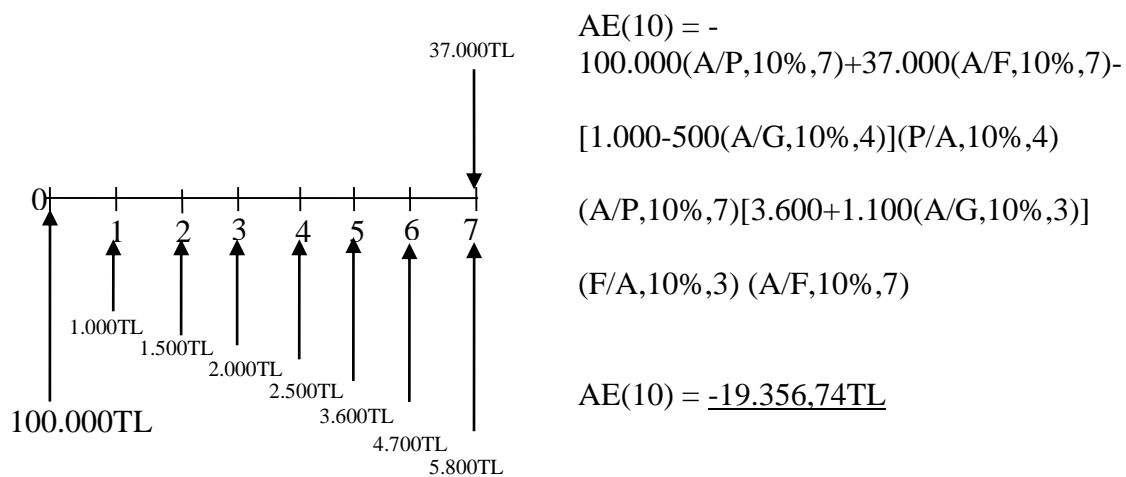 37.000TL
0
1 2 3 4 5 6 7
1.000TL
1.500TL
2.000TL
2.500TL
3.600TL
4.700TL
5.800TL
100.000TL
AE(10) = -
100.000(A/P,10%,7)+37.000(A/F,10%,7)-
[1.000-500(A/G,10%,4)](P/A,10%,4)
(A/P,10%,7)[3.600+1.100(A/G,10%,3)]
(F/A,10%,3) (A/F,10%,7)
AE(10) = -19.356,74TL